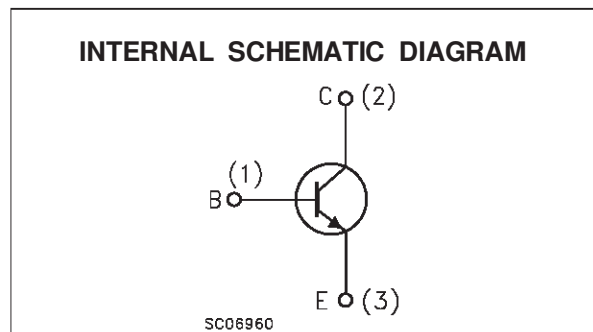 INTERNAL SCHEMATIC DIAGRAM
C (2)
(1)
B
E (3)
SC06960